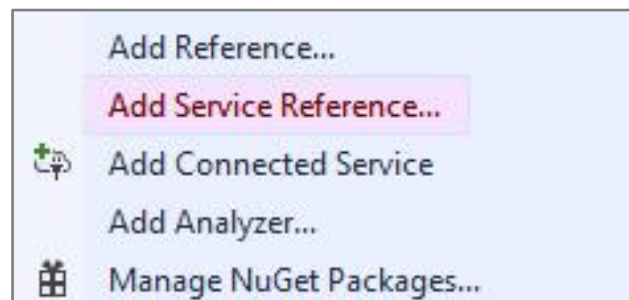 Add Reference...
Add Service Reference...
Add Connected Service
Add Analyzer...
Manage NuGet Packages...